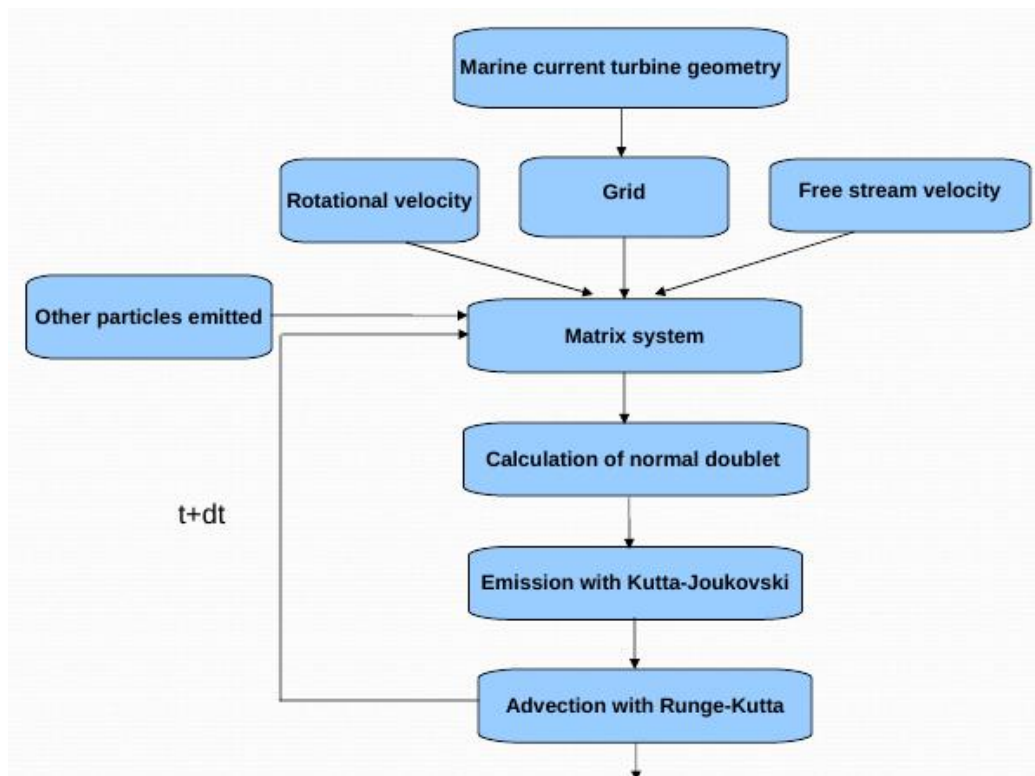 Marine current turbine geometry
Rotational velocity
Grid
Free stream velocity
Other particles emitted
Matrix system
Calculation of normal doublet
t+dt
Emission with Kutta-Joukovski
Advection with Runge-Kutta